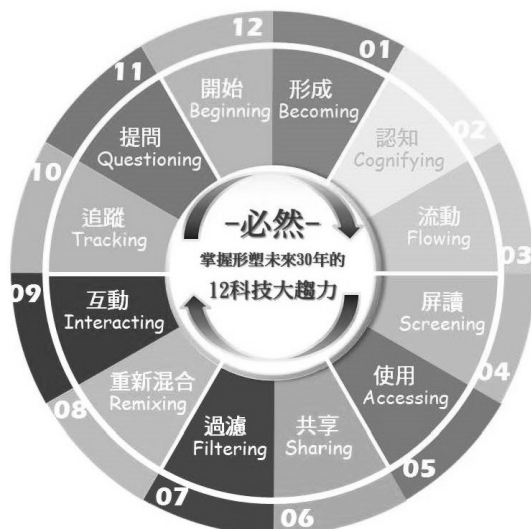 -必然-
掌握形塑未來30年的
12科技大趨力
01
形成
Becoming
02
認知
Cognifying
03
流動
Flowing
04
屏讀
Screening
05
使用
Accessing
06
共享
Sharing
07
過濾
Filtering
08
重新混合
Remixing
09
互動
Interacting
10
追蹤
Tracking
11
提問
Questioning
12
開始
Beginning